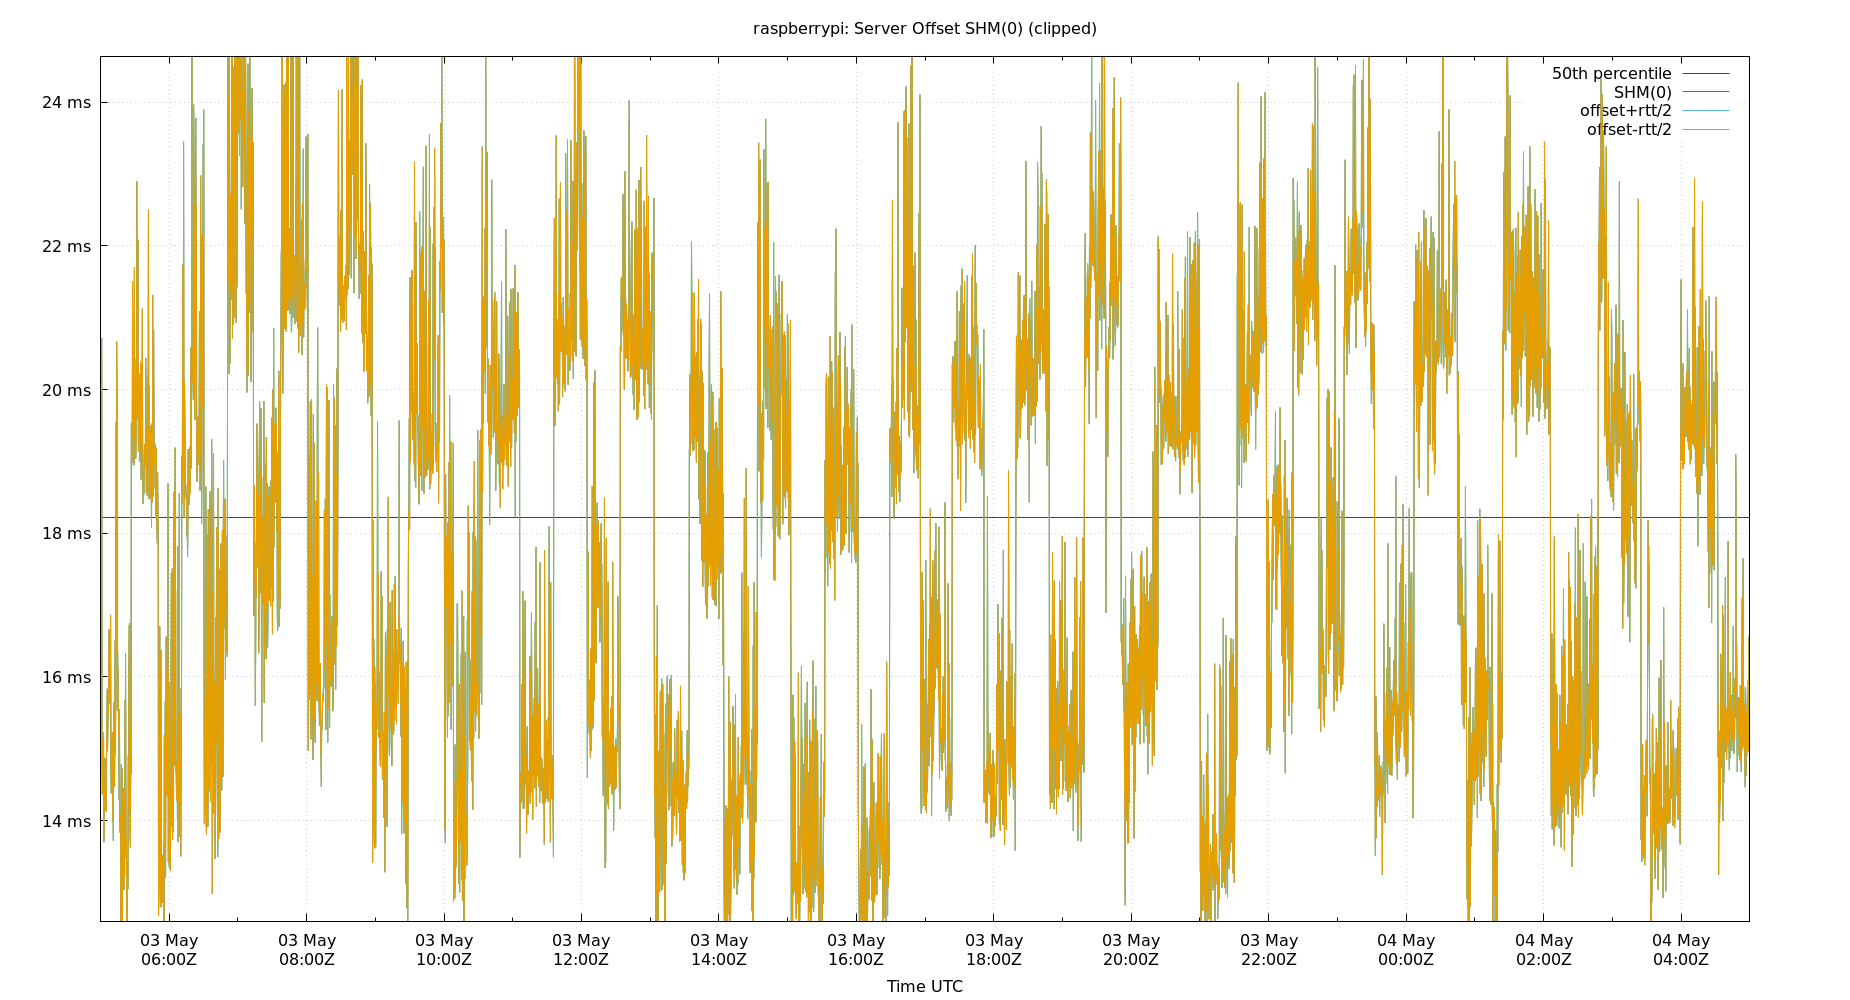 raspberrypi: Server Offset SHM(0) (clipped)
50th percentile
SHM(0)
offset+rtt/2
offset-rtt/2
24 ms
22 ms
20 ms
18 ms
16 ms
14 ms
03 May 03 May 03 May 03 May 03 May 03 May 03 May 03 May 03 May 04 May 04 May 04 May
06:00Z 08:00Z 10:00Z 12:00Z 14:00Z 16:00Z 18:00Z 20:00Z 22:00Z 00:00Z 02:00Z 04:00Z
Time UTC